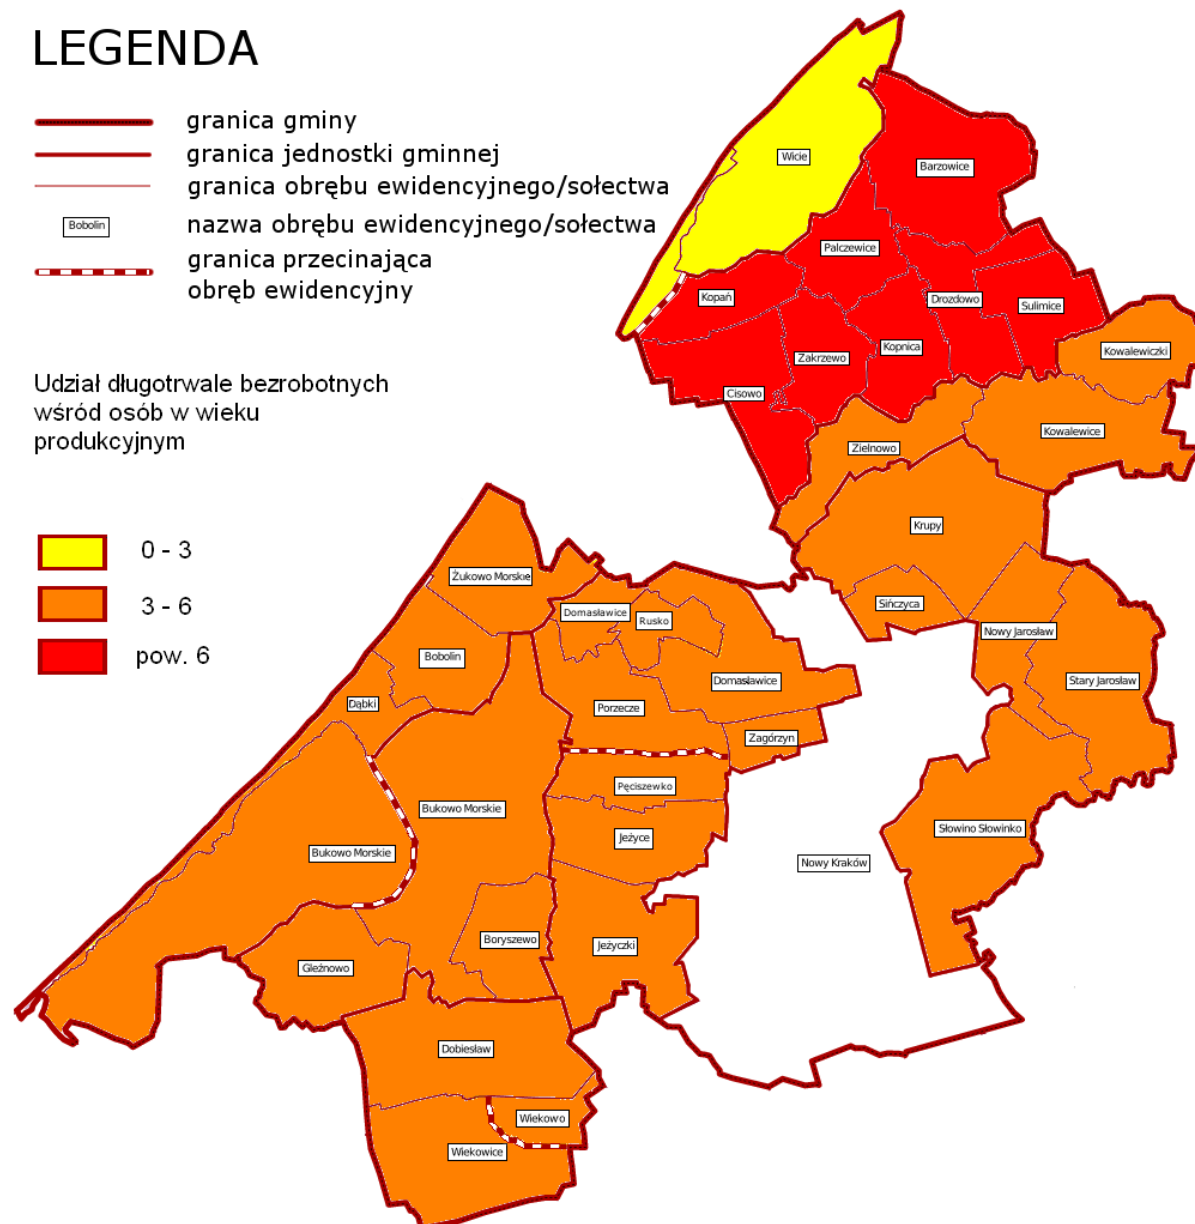 LEGENDA
granica gminy
granica jednostki gminnej
granica obrębu ewidencyjnego/sołectwa
Bobolin
nazwa obrębu ewidencyjnego/sołectwa
granica przecinająca
obręb ewidencyjny
Udział długotrwale bezrobotnych
wśród osób w wieku
produkcyjnym
0 - 3
3 - 6
pow. 6
Wicie
Barzowice
Palczewice
Kopań
Drozdowo
Sulimice
Kopnica
Zakrzewo
Kowalewiczki
Cisowo
Kowalewice
Zielnowo
Krupy
Żukowo Morskie
Sińczyca
Domasławice
Rusko
Nowy Jarosław
Bobolin
Domasławice
Stary Jarosław
Dąbki
Porzecze
Zagórzyn
Pęciszewko
Bukowo Morskie
Słowino Słowinko
Jeżyce
Bukowo Morskie
Nowy Kraków
Boryszewo
Jeżyczki
Gleźnowo
Dobiesław
Wiekowo
Wiekowice